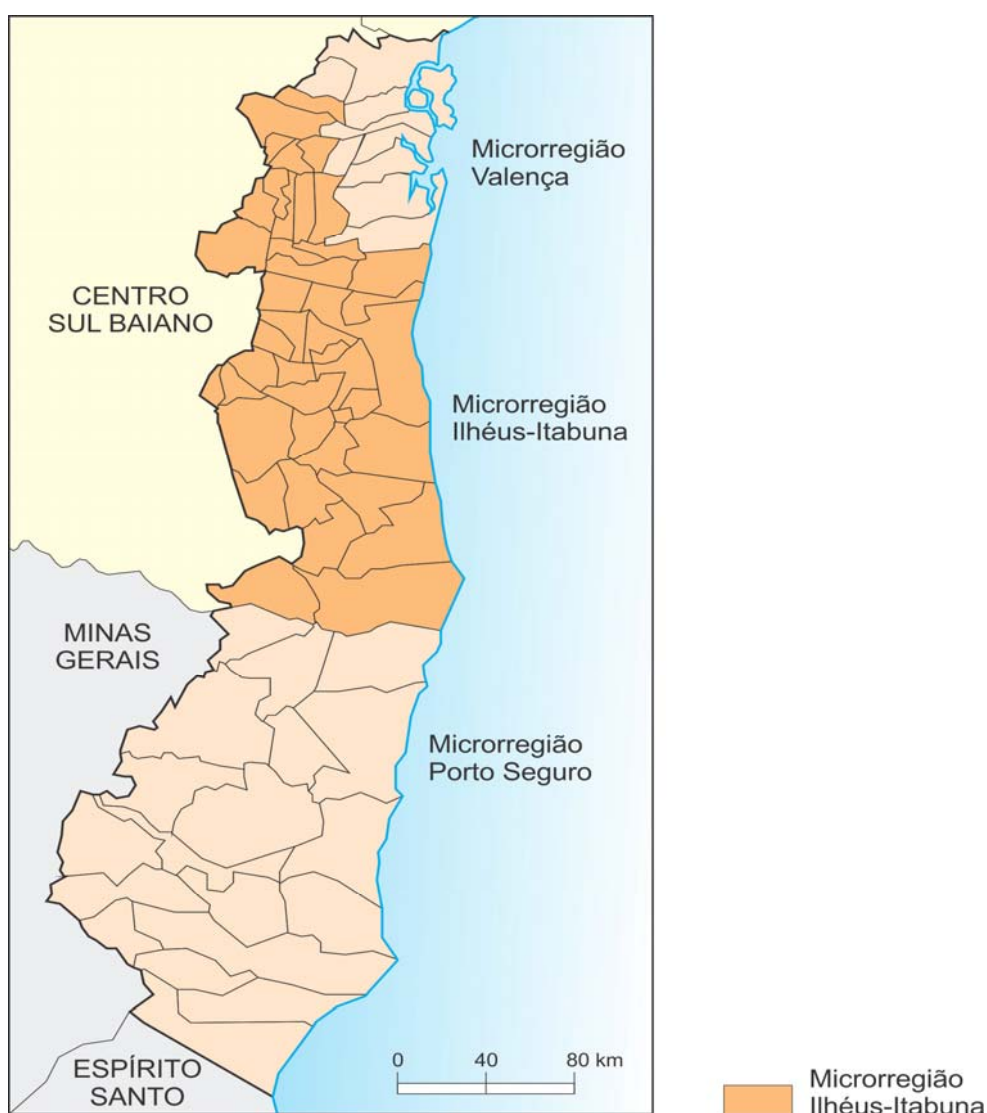 Microrregião
Valença
CENTRO
SUL BAIANO
Microrregião
Ilhéus-Itabuna
MINAS
GERAIS
Microrregião
Porto Seguro
ESPÍRITO
SANTO
0 40 80 km
Microrregião
Ilhéus-Itabuna